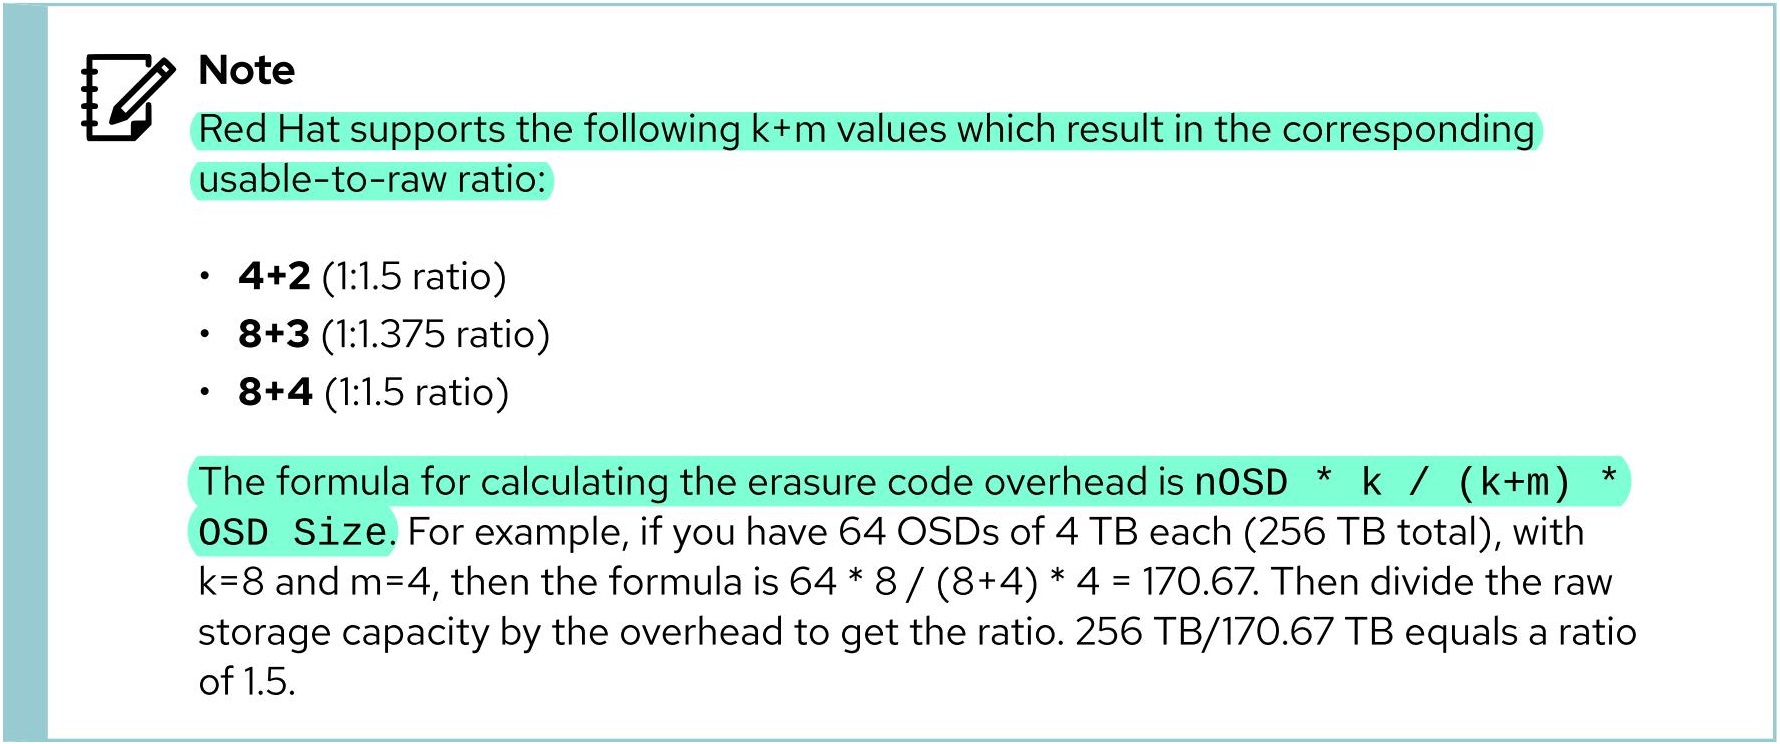 Note
Red Hat supports the following k+m values which result in the corresponding
usable-to-raw ratio:
• 4+2 (1:1.5 ratio)
• 8+3 (1:1.375 ratio)
• 8+4 (1:1.5 ratio)
The formula for calculating the erasure code overhead is nOSD * k / (k+m) *
OSD Size. For example, if you have 64 OSDs of 4 TB each (256 TB total), with
k=8 and m=4, then the formula is 64 * 8 / (8+4) * 4 = 170.67. Then divide the raw
storage capacity by the overhead to get the ratio. 256 TB/170.67 TB equals a ratio
of 1.5.